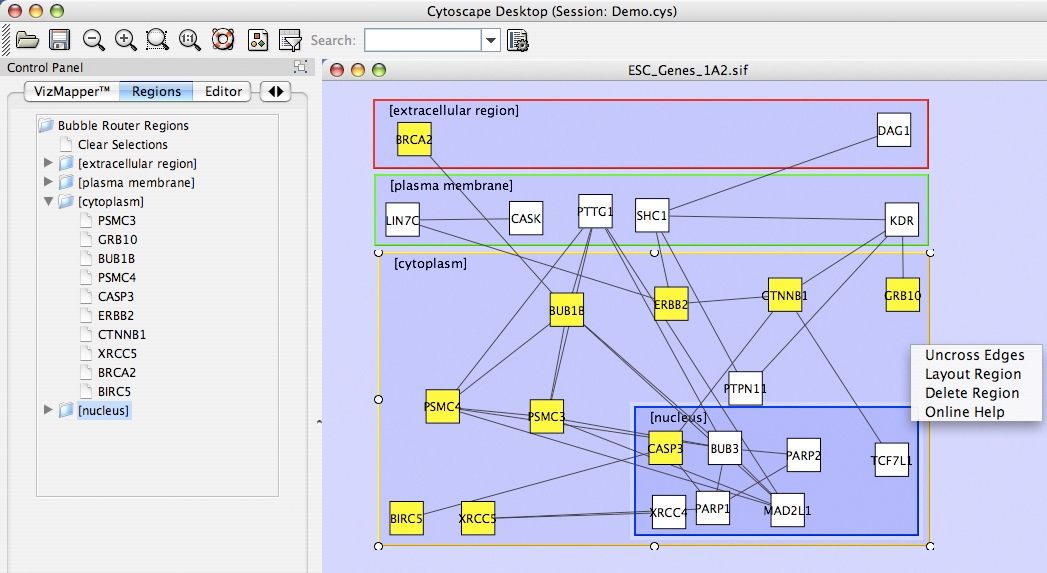 Cytoscape Desktop (Session: Demo.cys)
1:1
Search:
Control Panel
VizMapper™ Regions Editor
Bubble Router Regions
Clear Selections
[extracellular region]
[plasma membrane]
[cytoplasm]
PSMC3
GRB10
BUB1B
PSMC4
CASP3
ERBB2
CTNNB1
XRCC5
BRCA2
BIRC5
[nucleus]
ESC_Genes_1A2.sif
[extracellular region]
BRCA2
DAG1
[plasma membrane]
LIN7C CASK PTTG1 SHC1 KDR
[cytoplasm]
BUB1B ERBB2 CTNNB1 GRB10
PTPN11
PSMC4 PSMC3
[nucleus]
CASP3 BUB3 PARP2 TCF7L1
BIRC5 XRCC5 XRCC4 PARP1 MAD2L1
Uncross Edges
Layout Region
Delete Region
Online Help